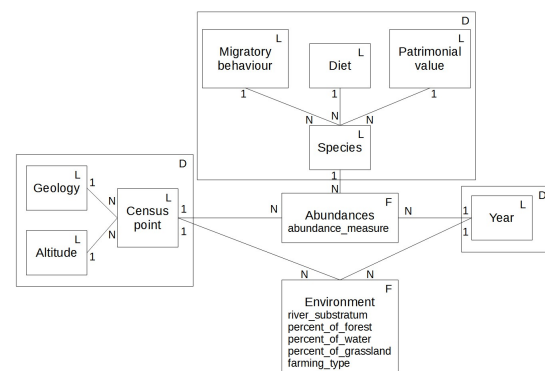 D
L
Migratory
behaviour
L
Diet
L
Patrimonial
value
1
1
1
N
N
N
L
Species
1
N
D
L
Geology
1
N
L
Census
point
L
Altitude
N
1
1
1
N
F
Abundances
abundance_measure
N
D
L
Year
1
1
N
N
F
Environment
river_substratum
percent_of_forest
percent_of_water
percent_of_grassland
farming_type